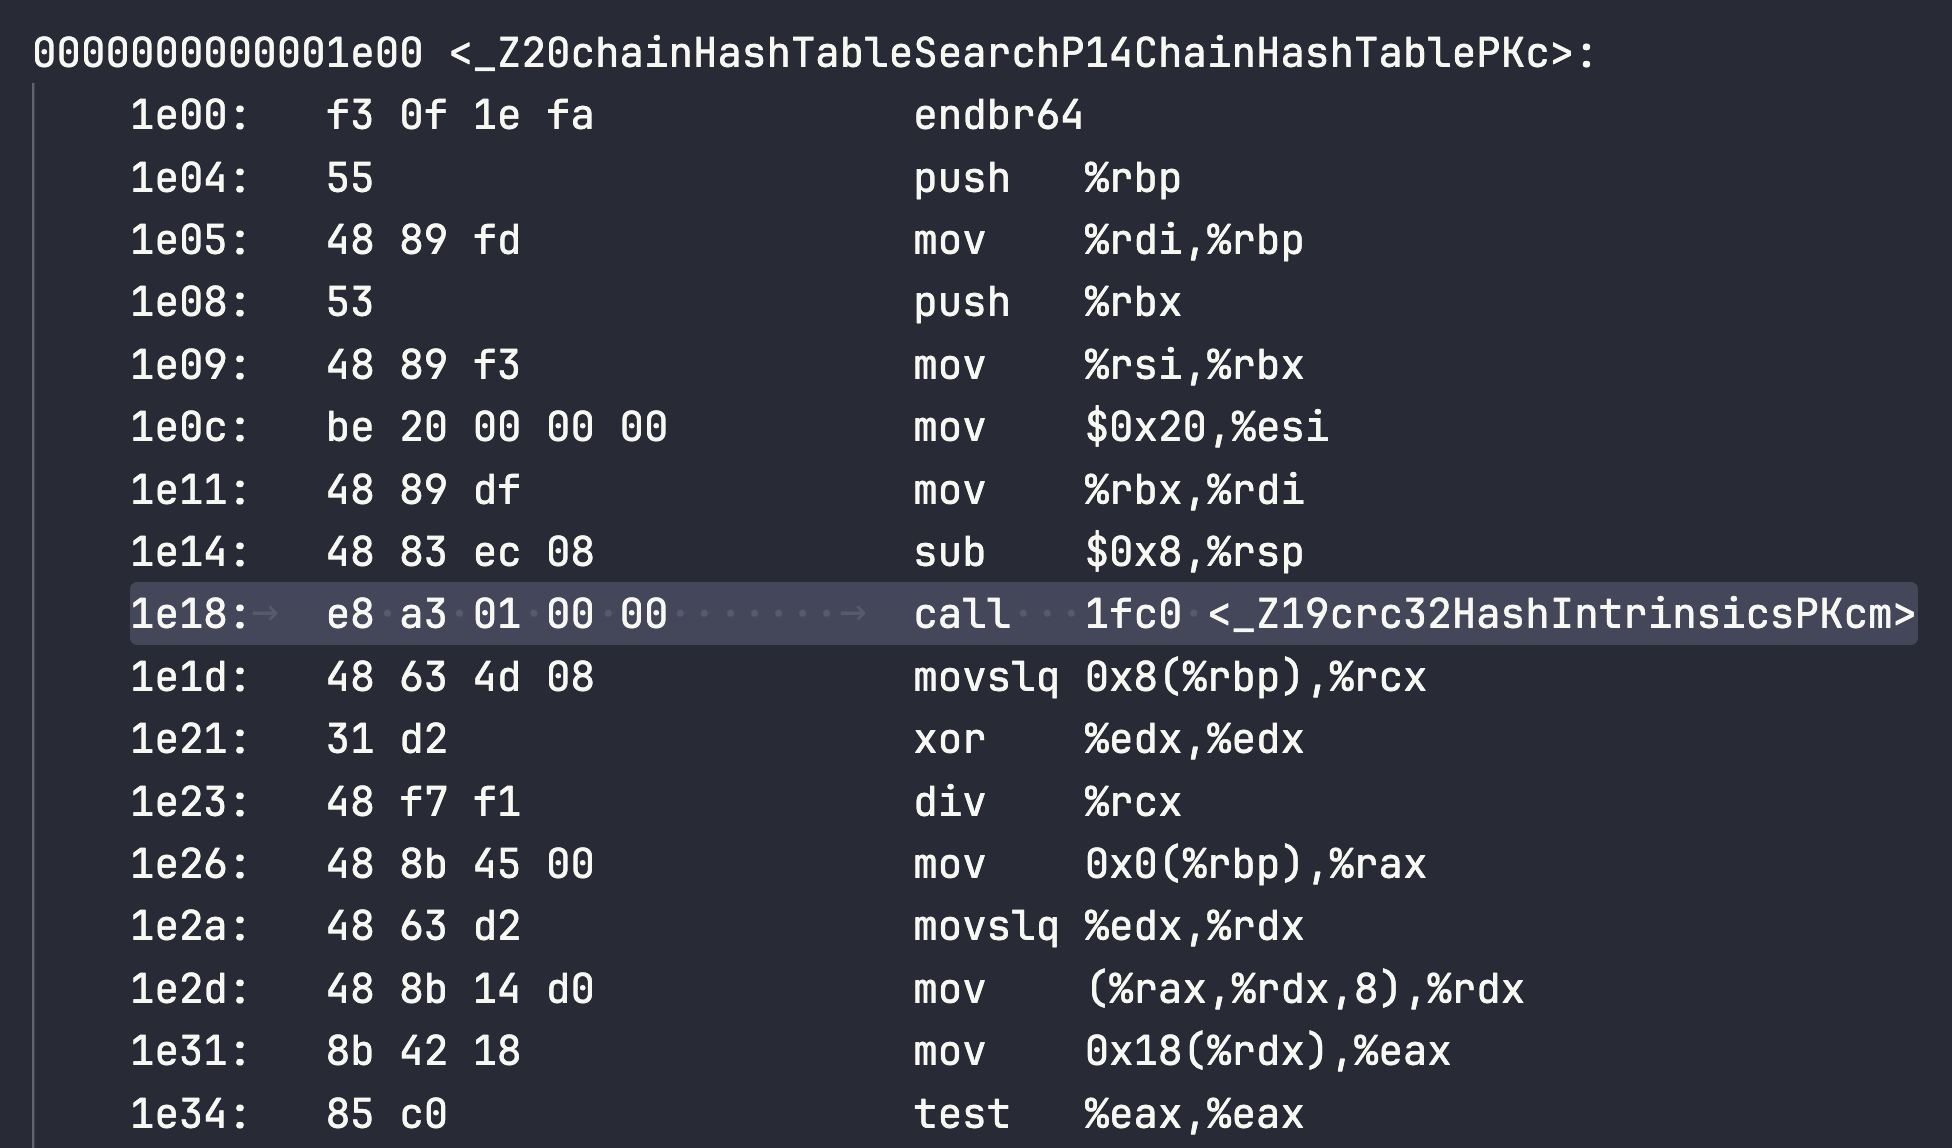 0000000000001e00 <_Z20chainHashTableSearchP14ChainHashTablePKc>:
1e00: f3 0f 1e fa endbr64
1e04: 55 push %rbp
1e05: 48 89 fd mov %rdi,%rbp
1e08: 53 push %rbx
1e09: 48 89 f3 mov %rsi,%rbx
1e0c: be 20 00 00 00 mov $0x20,%esi
1e11: 48 89 df mov %rbx,%rdi
1e14: 48 83 ec 08 sub $0x8,%rsp
1e18: e8 a3 01 00 00 call 1fc0 <_Z19crc32HashIntrinsicsPKcm>
1e1d: 48 63 4d 08 movslq 0x8(%rbp),%rcx
1e21: 31 d2 xor %edx,%edx
1e23: 48 f7 f1 div %rcx
1e26: 48 8b 45 00 mov 0x0(%rbp),%rax
1e2a: 48 63 d2 movslq %edx,%rdx
1e2d: 48 8b 14 d0 mov (%rax,%rdx,8),%rdx
1e31: 8b 42 18 mov 0x18(%rdx),%eax
1e34: 85 c0 test %eax,%eax